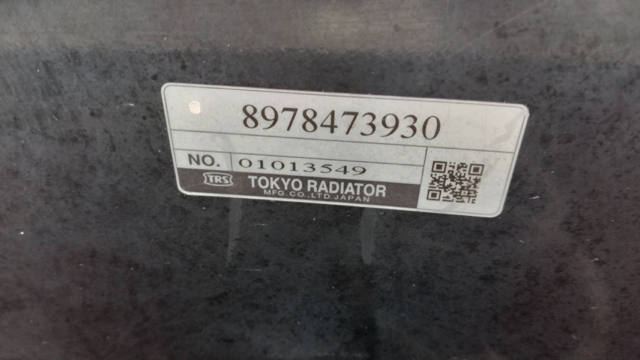 8978473930
NO. 01013549
TRS TOKYO RADIATOR
MFG.CO.,LTD.JAPAN